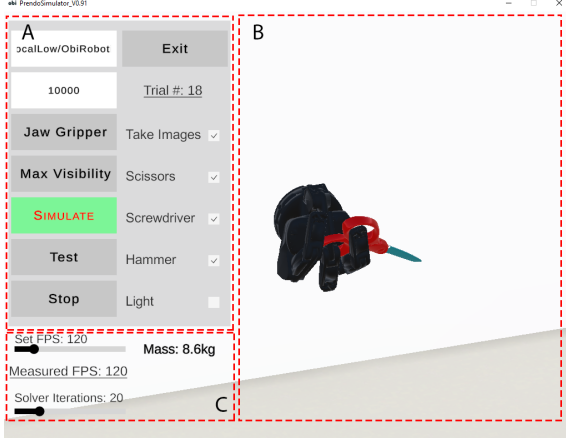 obi PrendoSimulator_V0.91
A
ocalLow/ObiRobot
Exit
B
10000
Trial #: 18
Jaw Gripper
Take Images
Max Visibility
Scissors
SIMULATE
Screwdriver
Test
Hammer
Stop
Light
Set FPS: 120
Mass: 8.6kg
Measured FPS: 120
Solver Iterations: 20
C